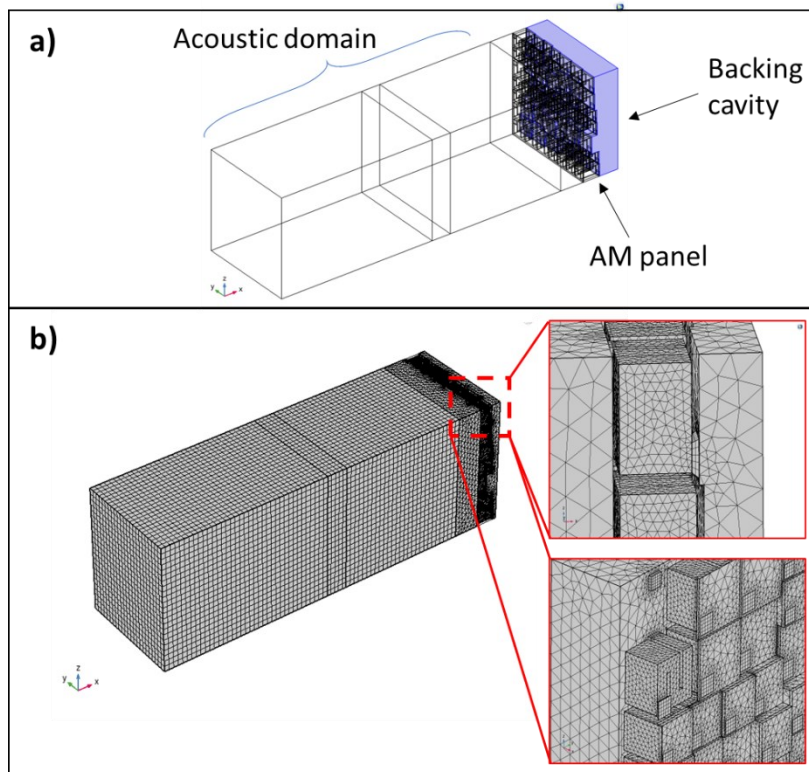 a)
Acoustic domain
Backing
cavity
AM panel
y z x
b)
y z x